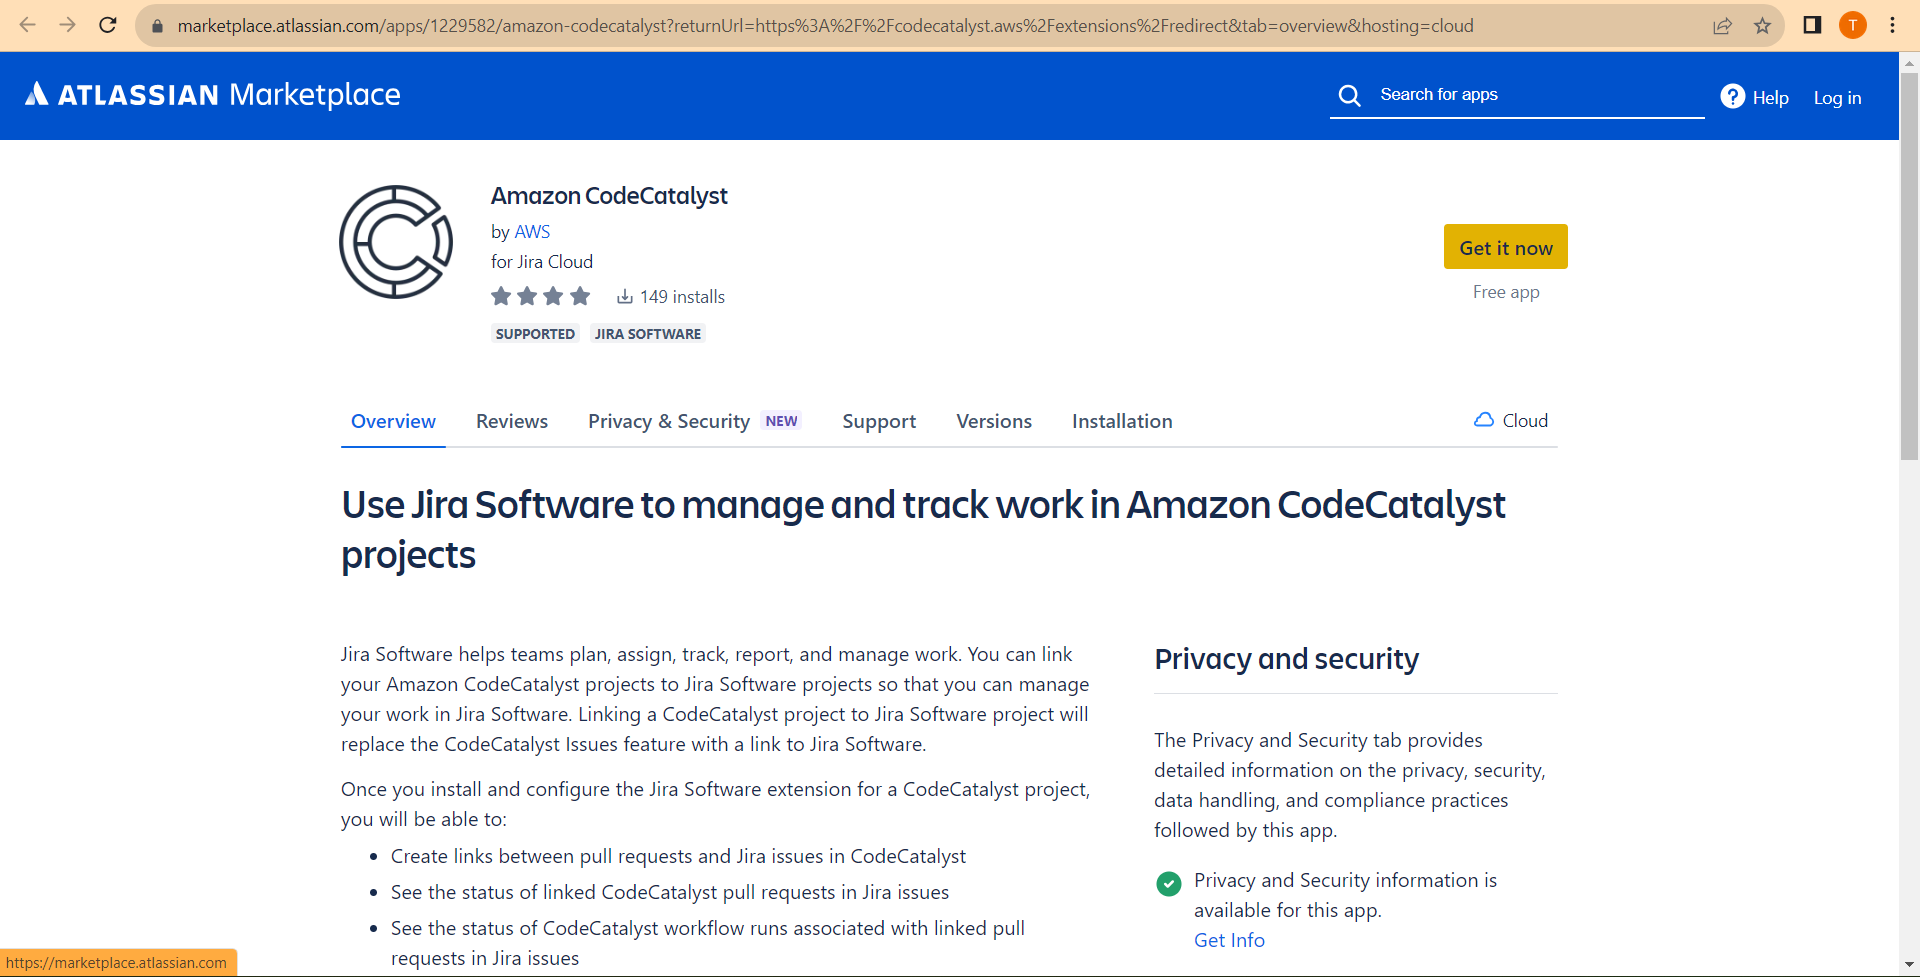 marketplace.atlassian.com/apps/1229582/amazon-codecatalyst?returnUrl=https%3A%2F%2Fcodecatalyst.aws%2Fextensions%2Fredirect&tab=overview&hosting=cloud
T
ATLASSIAN Marketplace
Search for apps
? Help
Log in
Amazon CodeCatalyst
by AWS
for Jira Cloud
149 installs
SUPPORTED JIRA SOFTWARE
Get it now
Free app
Overview Reviews Privacy & Security NEW Support Versions Installation Cloud
Use Jira Software to manage and track work in Amazon CodeCatalyst
projects
Jira Software helps teams plan, assign, track, report, and manage work. You can link
your Amazon CodeCatalyst projects to Jira Software projects so that you can manage
your work in Jira Software. Linking a CodeCatalyst project to Jira Software project will
replace the CodeCatalyst Issues feature with a link to Jira Software.
Once you install and configure the Jira Software extension for a CodeCatalyst project,
you will be able to:
• Create links between pull requests and Jira issues in CodeCatalyst
• See the status of linked CodeCatalyst pull requests in Jira issues
• See the status of CodeCatalyst workflow runs associated with linked pull
requests in Jira issues
Privacy and security
The Privacy and Security tab provides
detailed information on the privacy, security,
data handling, and compliance practices
followed by this app.
Privacy and Security information is
available for this app.
Get Info
https://marketplace.atlassian.com